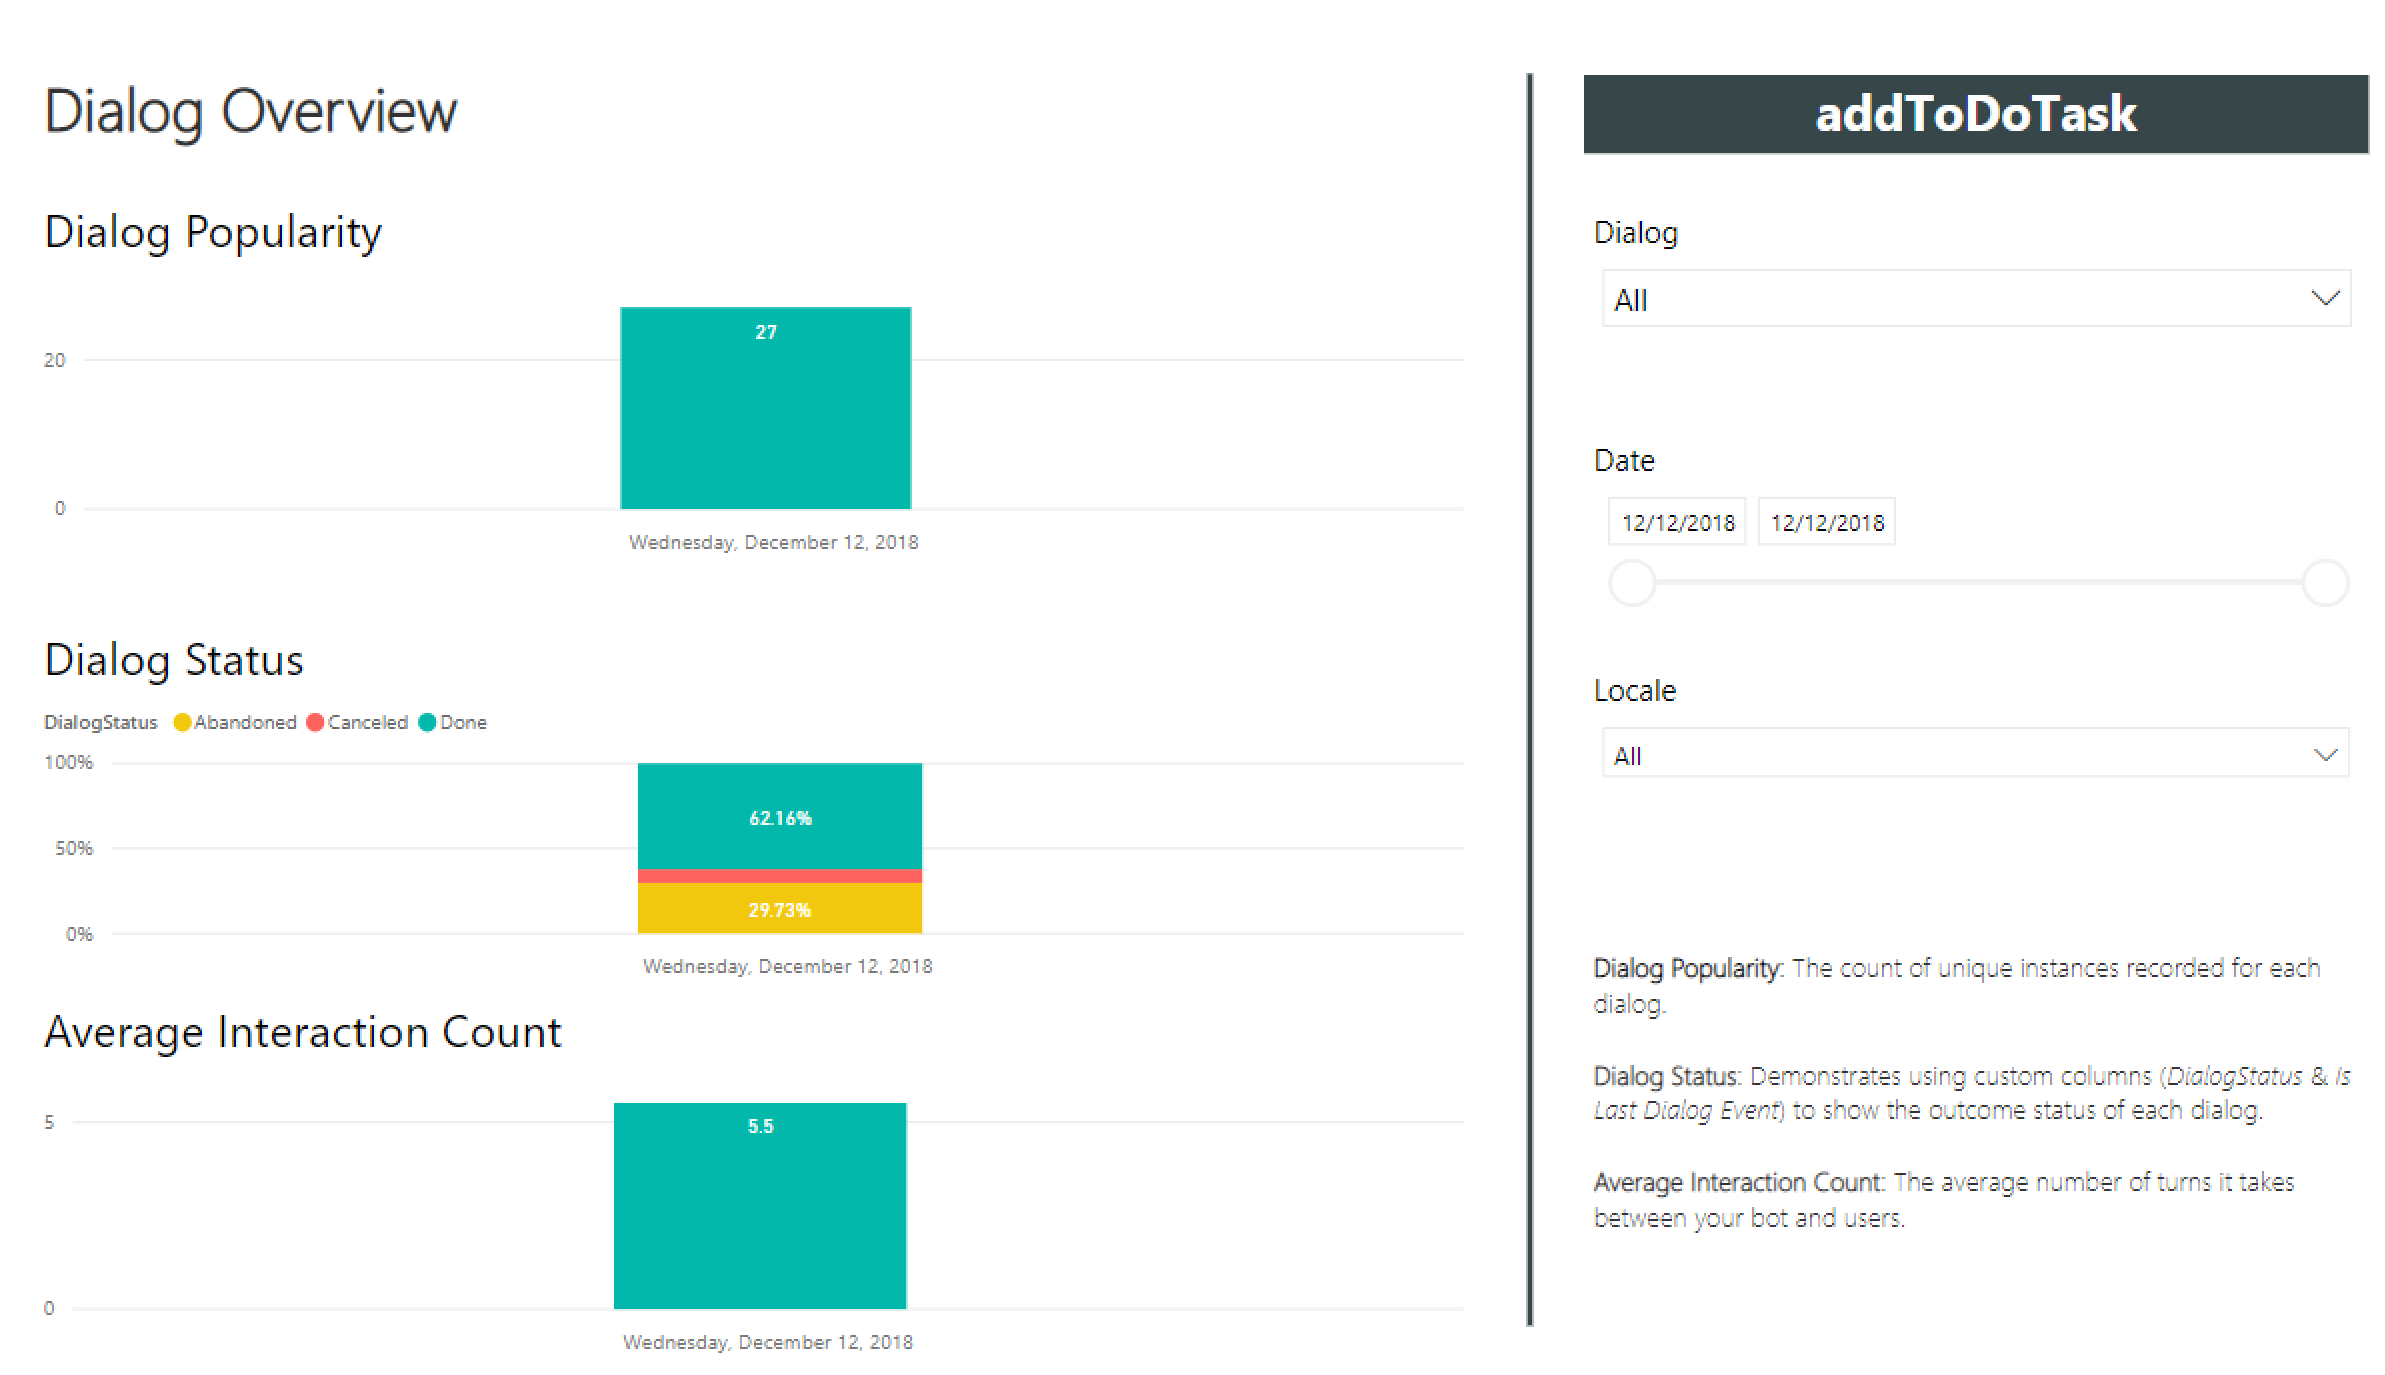 Dialog Overview
Dialog Popularity
27
20
0
Wednesday, December 12, 2018
Dialog Status
DialogStatus Abandoned Canceled Done
100%
62.16%
50%
29.73%
0%
Wednesday, December 12, 2018
Average Interaction Count
5
5.5
0
Wednesday, December 12, 2018
addToDoTask
Dialog
All
Date
12/12/2018 12/12/2018
Locale
All
Dialog Popularity: The count of unique instances recorded for each
dialog.
Dialog Status: Demonstrates using custom columns (DialogStatus & Is
Last Dialog Event) to show the outcome status of each dialog.
Average Interaction Count: The average number of turns it takes
between your bot and users.